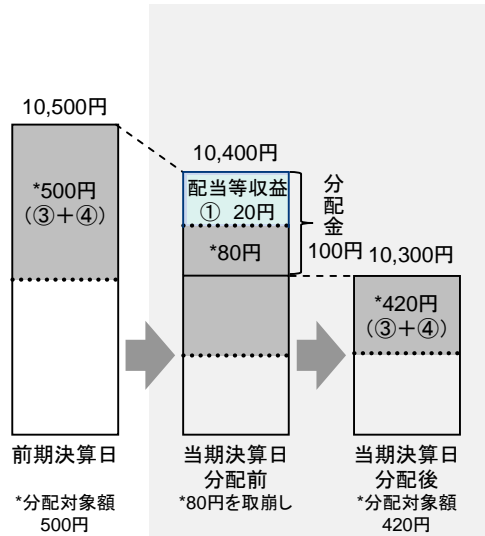 10,500円
*500円
(③+④)
前期決算日
*分配対象額
500円
10,400円
配当等収益
① 20円
*80円
分配金
100円
当期決算日
分配前
*80円を取崩し
10,300円
*420円
(③+④)
当期決算日
分配後
*分配対象額
420円